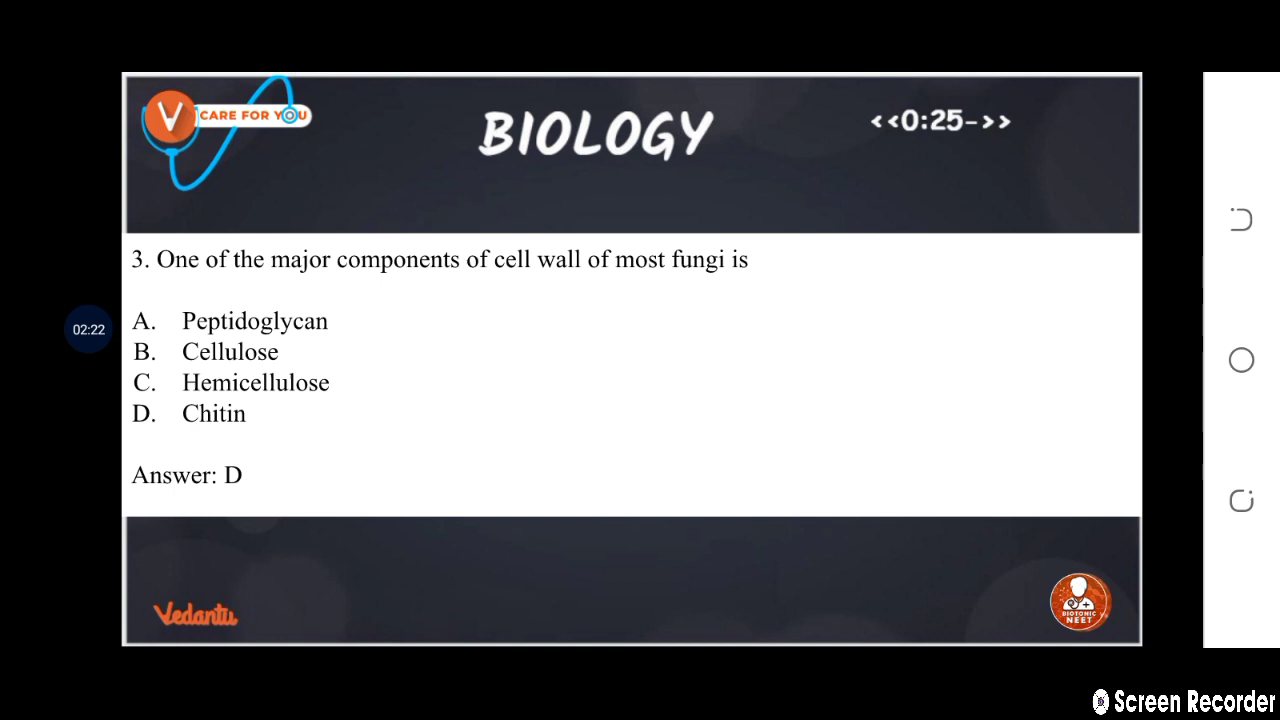 V CARE FOR YOU
BIOLOGY
<<0:25->>
3. One of the major components of cell wall of most fungi is
02:22
A. Peptidoglycan
B. Cellulose
C. Hemicellulose
D. Chitin
Answer: D
Vedantu
BIOTONIC
NEET
Screen Recorder